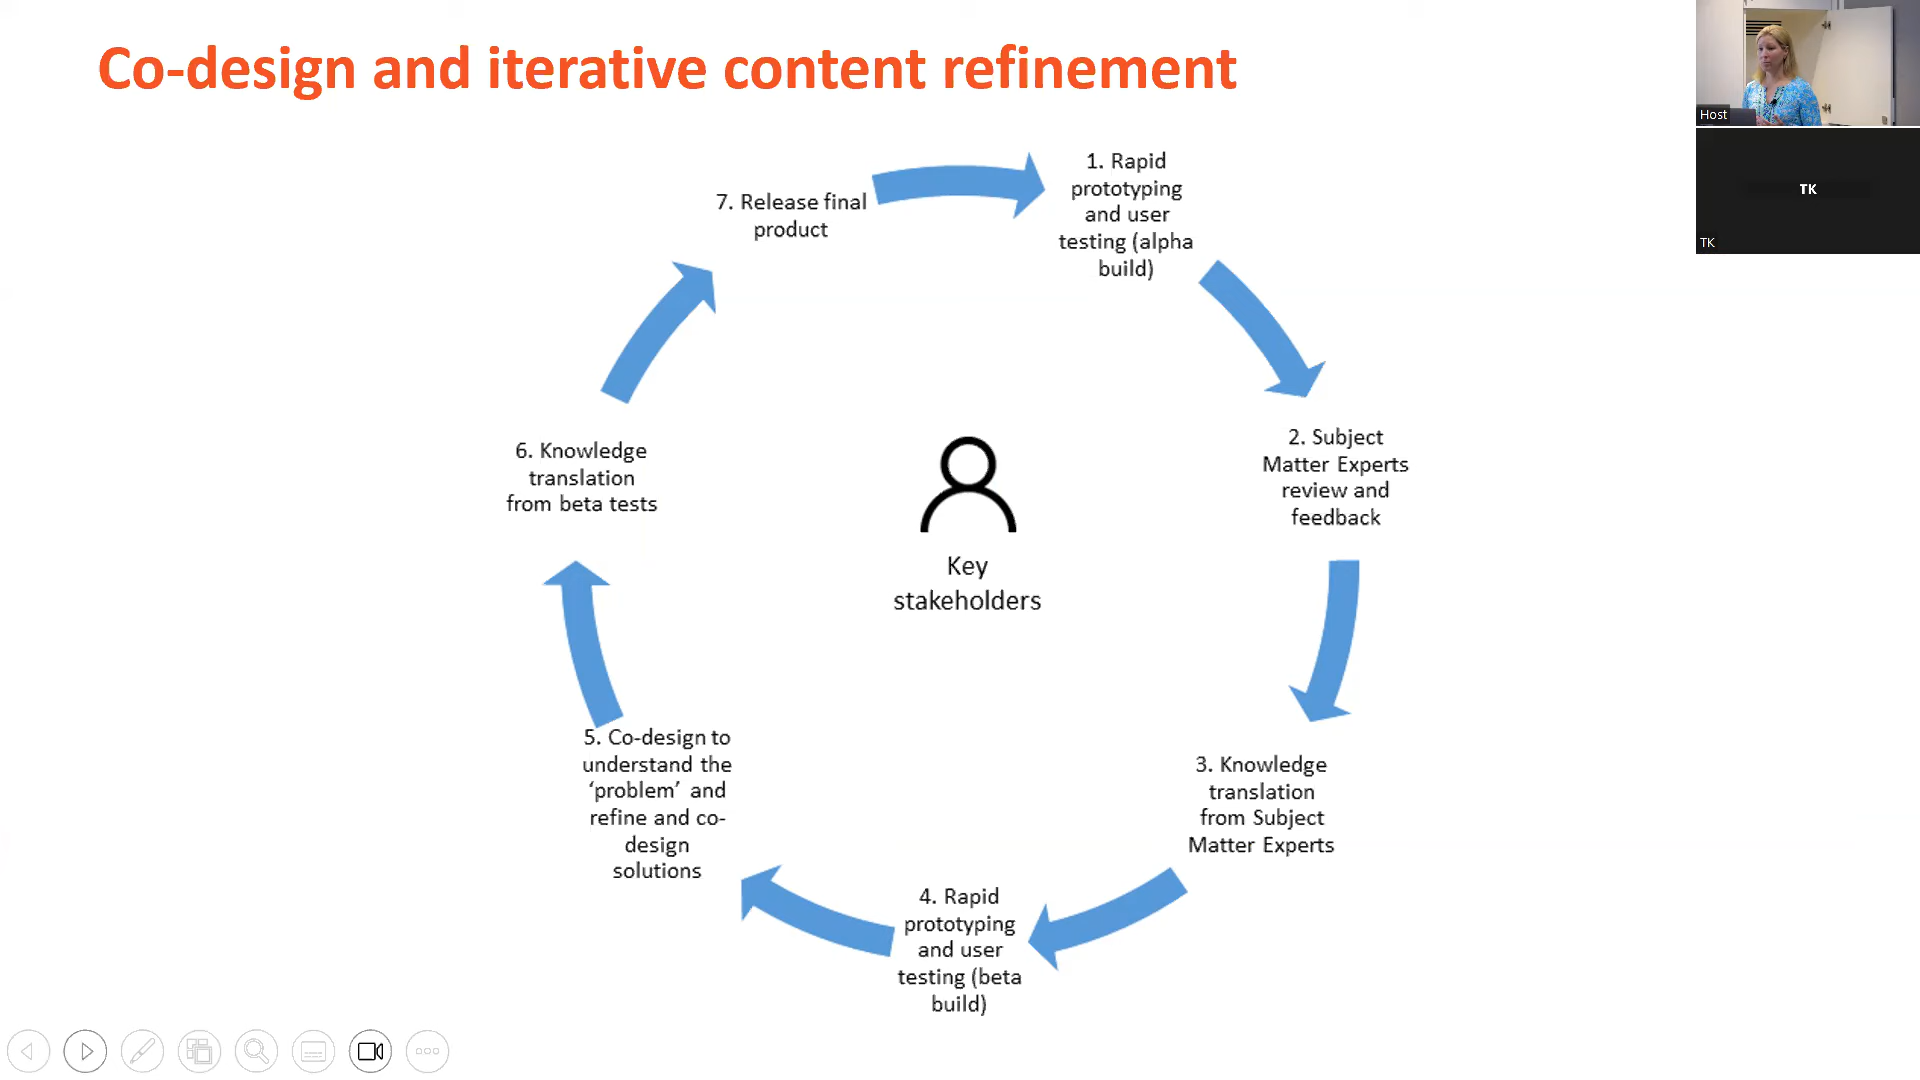 Co-design and iterative content refinement
Host
TK
TK
1. Rapid
prototyping
and user
testing (alpha
build)
2. Subject
Matter Experts
review and
feedback
3. Knowledge
translation
from Subject
Matter Experts
4. Rapid
prototyping
and user
testing (beta
build)
5. Co-design to
understand the
‘problem’ and
refine and co-
design
solutions
6. Knowledge
translation
from beta tests
7. Release final
product
Key
stakeholders